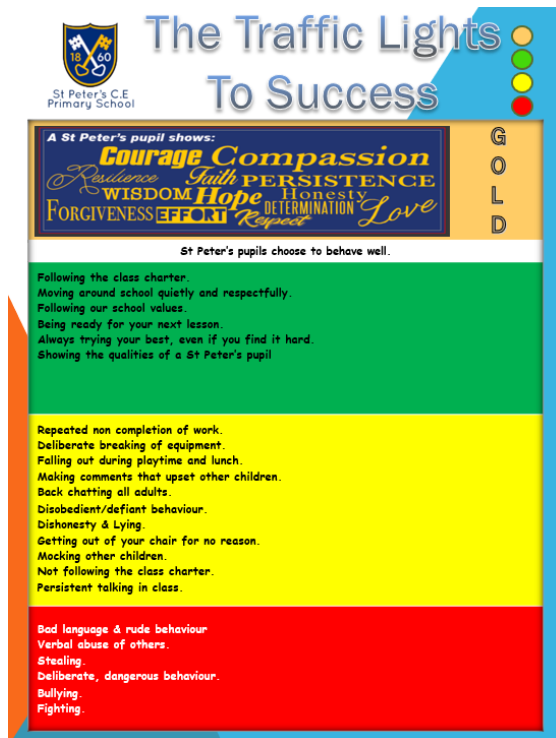 The Traffic Lights
To Success
18 60
St Peter's C.E
Primary School
A St Peter's pupil shows:
Courage Compassion
Resilience Faith PERSISTENCE
WISDOM Hope Honesty
FORGIVENESS EFFORT Respect DETERMINATION Love
G
O
L
D
St Peter's pupils choose to behave well.
Following the class charter.
Moving around school quietly and respectfully.
Following our school values.
Being ready for your next lesson.
Always trying your best, even if you find it hard.
Showing the qualities of a St Peter's pupil
Repeated non completion of work.
Deliberate breaking of equipment.
Falling out during playtime and lunch.
Making comments that upset other children.
Back chatting all adults.
Disobedient/defiant behaviour.
Dishonesty & Lying.
Getting out of your chair for no reason.
Mocking other children.
Not following the class charter.
Persistent talking in class.
Bad language & rude behaviour
Verbal abuse of others.
Stealing.
Deliberate, dangerous behaviour.
Bullying.
Fighting.